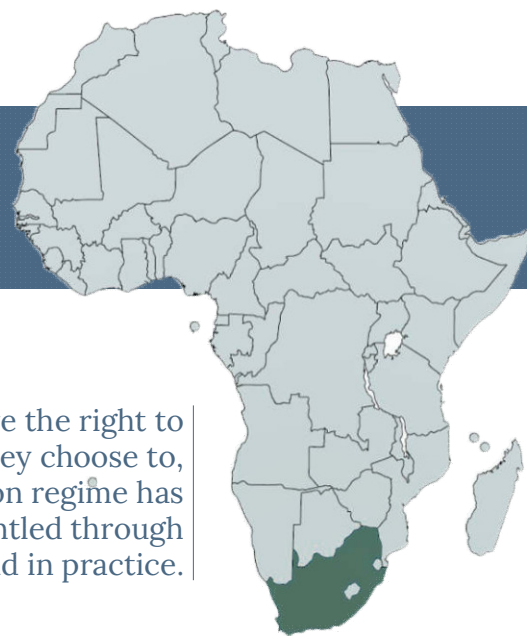 e the right to
ey choose to,
on regime has
ntled through
d in practice.